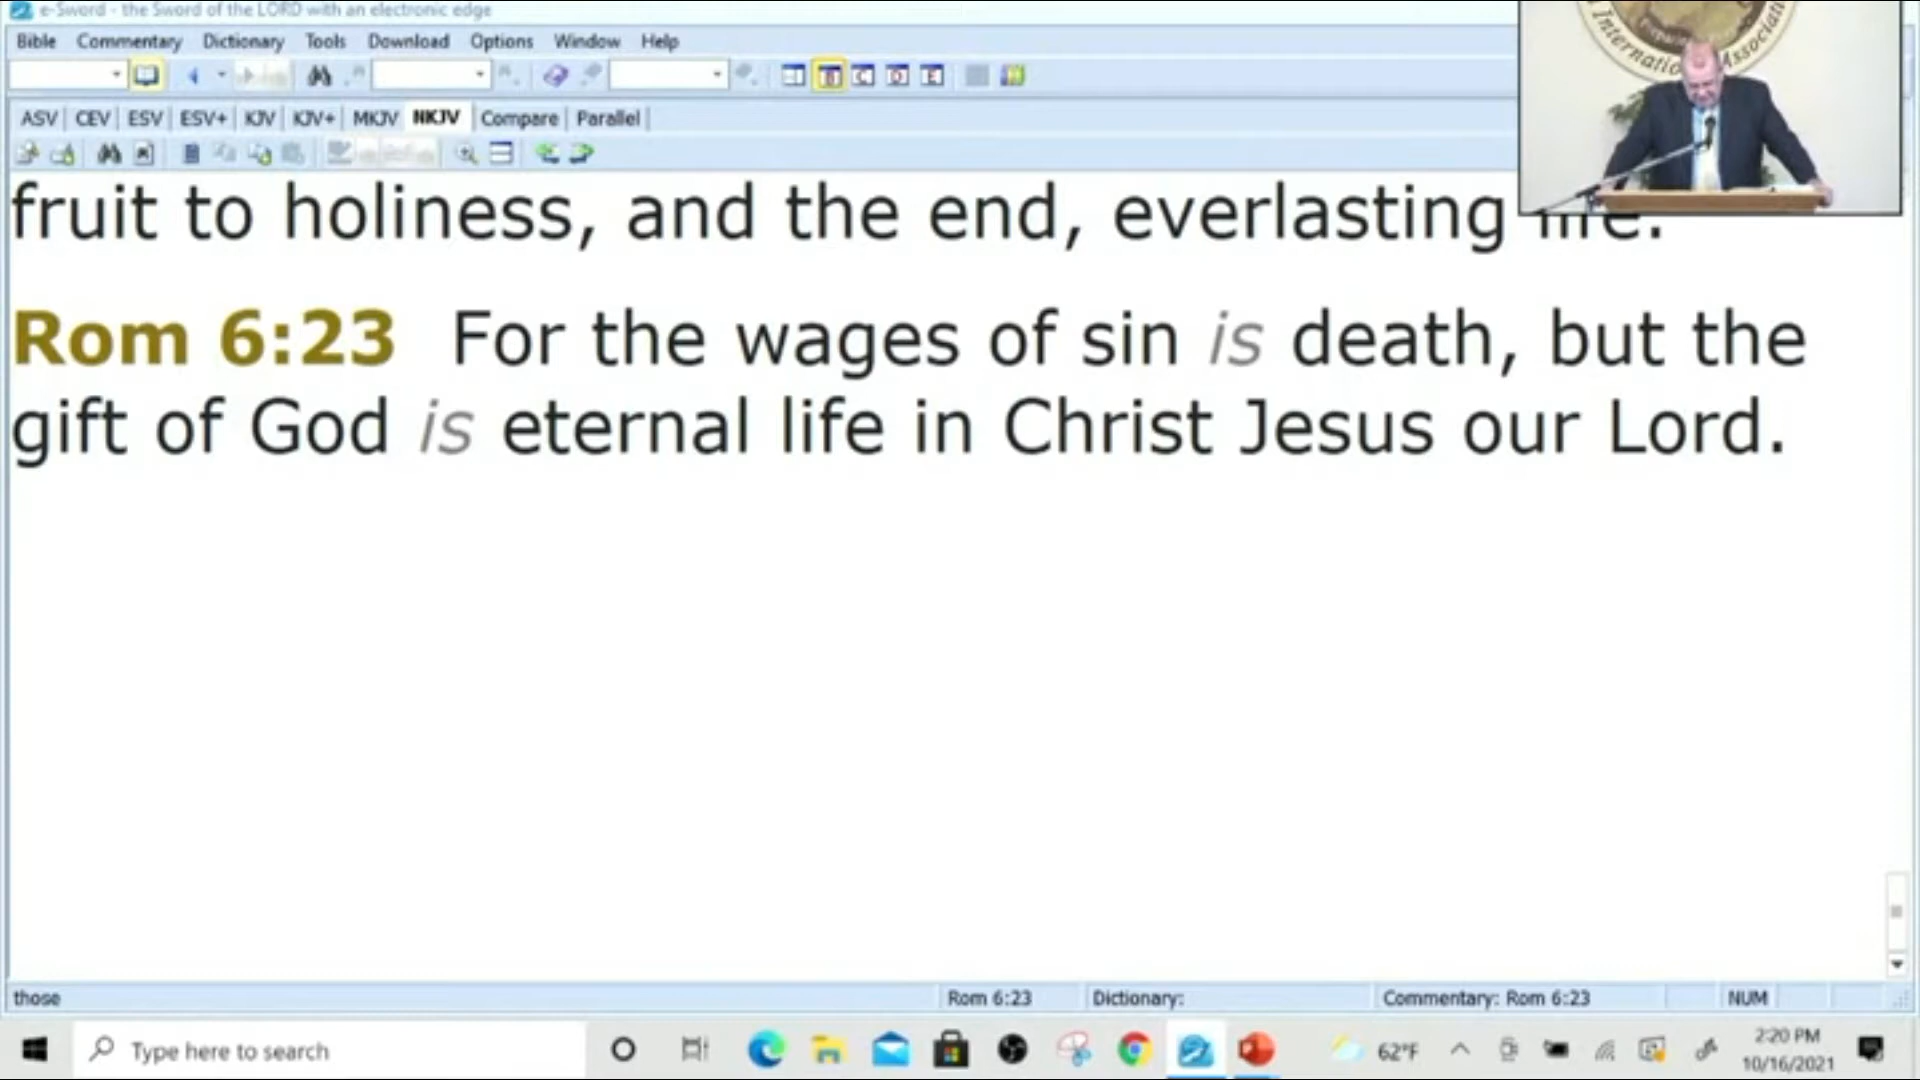 e-Sword - the Sword of the LORD with an electronic edge
Bible Commentary Dictionary Tools Download Options Window Help
ASV CEV ESV ESV+ KJV KJV+ MKJV NKJV Compare Parallel
International Association
fruit to holiness, and the end, everlasting life.
Rom 6:23 For the wages of sin is death, but the
gift of God is eternal life in Christ Jesus our Lord.
those Rom 6:23 Dictionary: Commentary: Rom 6:23 NUM
Type here to search 62°F 2:20 PM
10/16/2021